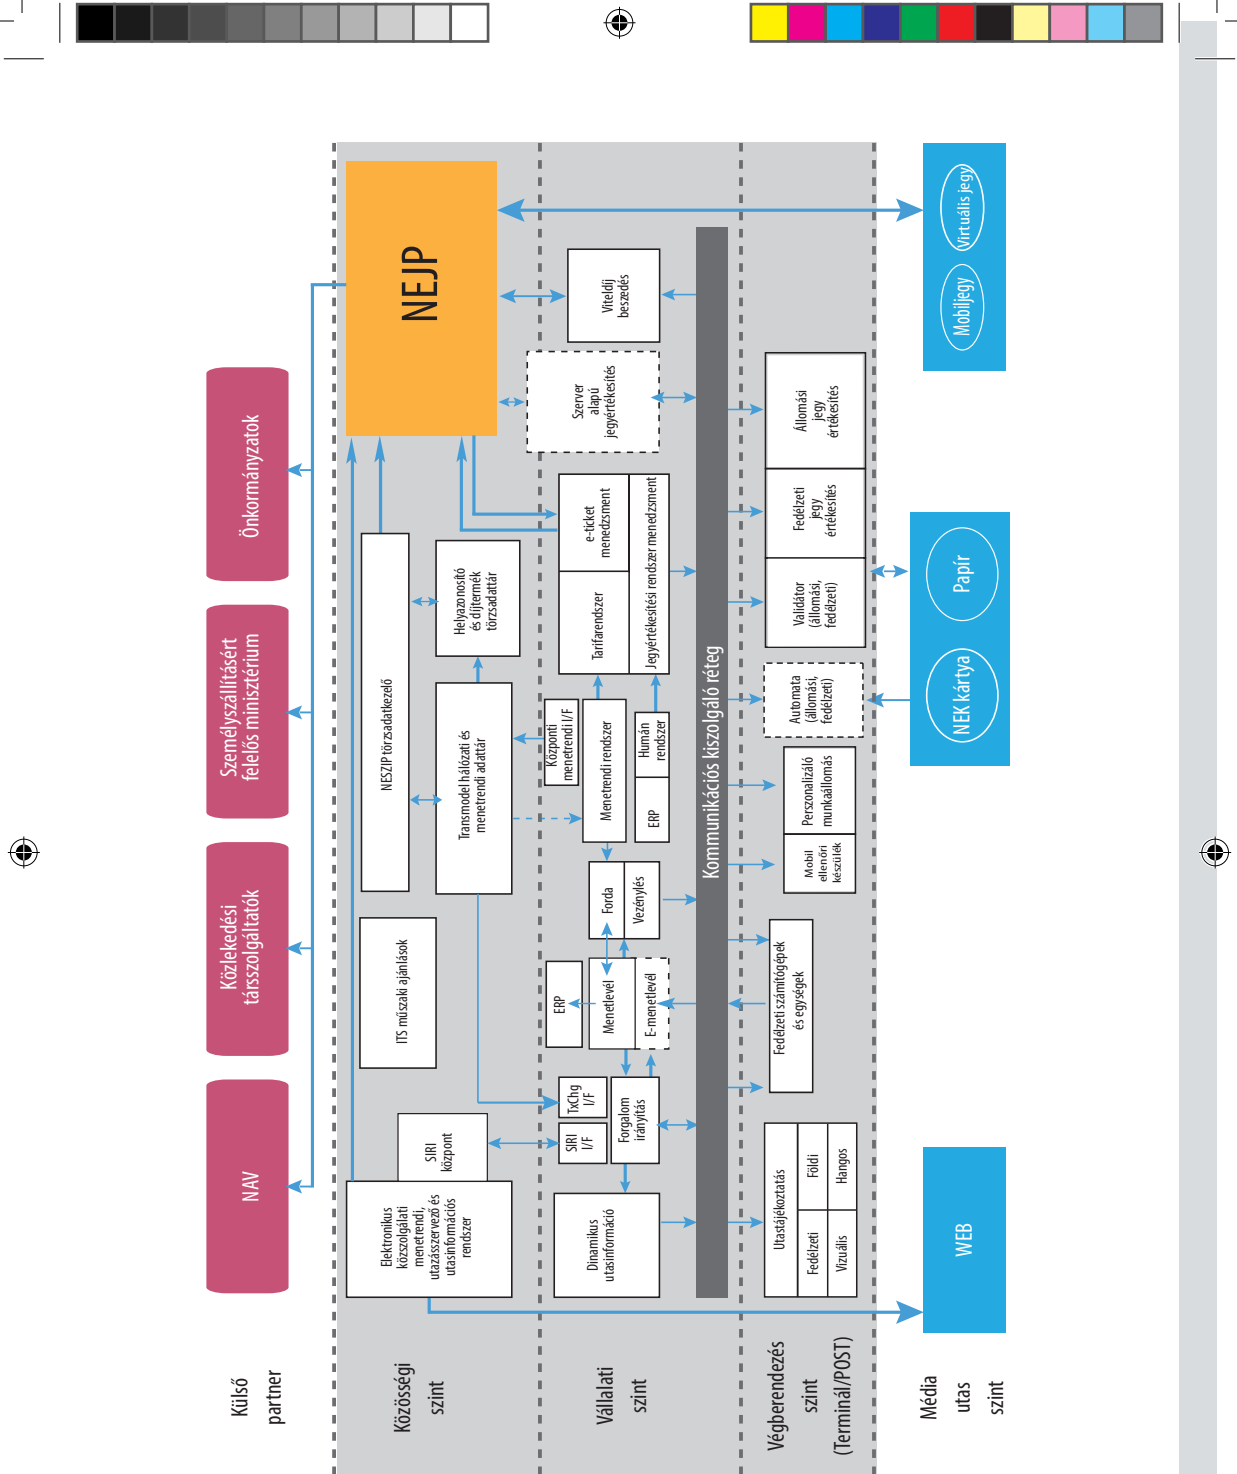 Külső
partner
NAV
Közlekedési
társszolgáltatók
Személyszállításért
felelős minisztérium
Önkormányzatok
Közösségi
szint
Elektronikus
közszolgálati
menetrendi,
utazásszervező és
utasinformációs
rendszer
SIRI
központ
ITS műszaki ajánlások
NESZIP törzsadatkezelő
Transmodel hálózati és
menetrendi adattár
Helyazonosító
és díjtermék
törzsadattár
NEJP
Vállalati
szint
Dinamikus
utasinformáció
SIRI
I/F
TxChg
I/F
Forgalom
irányítás
ERP
Menetlevél
E-menetlevél
Forda
Vezénylés
Központi
menetrendi I/F
Menetrendi rendszer
ERP
Humán
rendszer
Tarifarendszer
e-ticket
menedzsment
Jegyértékesítési rendszer menedzsment
Szerver
alapú
jegyértékesítés
Viteldíj
beszedés
Kommunikációs kiszolgáló réteg
Végberendezés
szint
(Terminál/POST)
Utastájékoztatás
Fedélzeti
Földi
Vizuális
Hangos
Fedélzeti számítógépek
és egységek
Mobil
ellenőri
készülék
Perszonalizáló
munkaállomás
Automata
(állomási,
fedélzeti)
Validátor
(állomási,
fedélzeti)
Fedélzeti
jegy
értékesítés
Állomási
jegy
értékesítés
Média
utas
szint
WEB
NEK kártya
Papír
Mobiljegy
Virtuális jegy